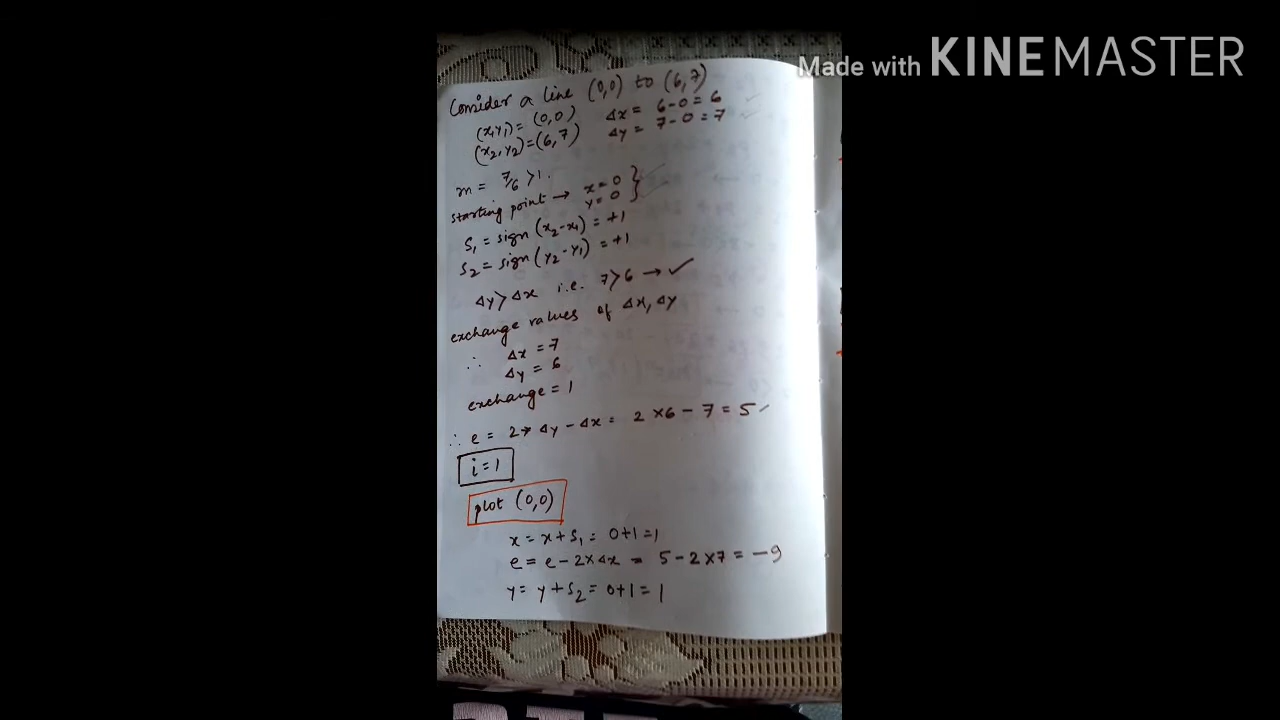 Made with KINEMASTER
Consider a line (0,0) to (6,7)
(x₁,y₁) = (0,0) Δx = 6-0 = 6 ✓
(x₂,y₂) = (6,7) Δy = 7-0 = 7 ✓
m = 7/6 >1.
starting point → x=0 }
y=0 }
S₁ = sign (x₂-x₁) = +1
S₂ = sign (y₂-y₁) = +1
Δy > Δx i.e. 7>6 → ✓
exchange values of Δx, Δy
∴ Δx = 7
Δy = 6
exchange = 1
∴ e = 2* Δy - Δx = 2×6 - 7 = 5 ✓
i = 1
plot (0,0)
x = x + S₁ = 0+1 = 1
e = e - 2×Δx = 5 - 2×7 = -9
y = y + S₂ = 0+1 = 1